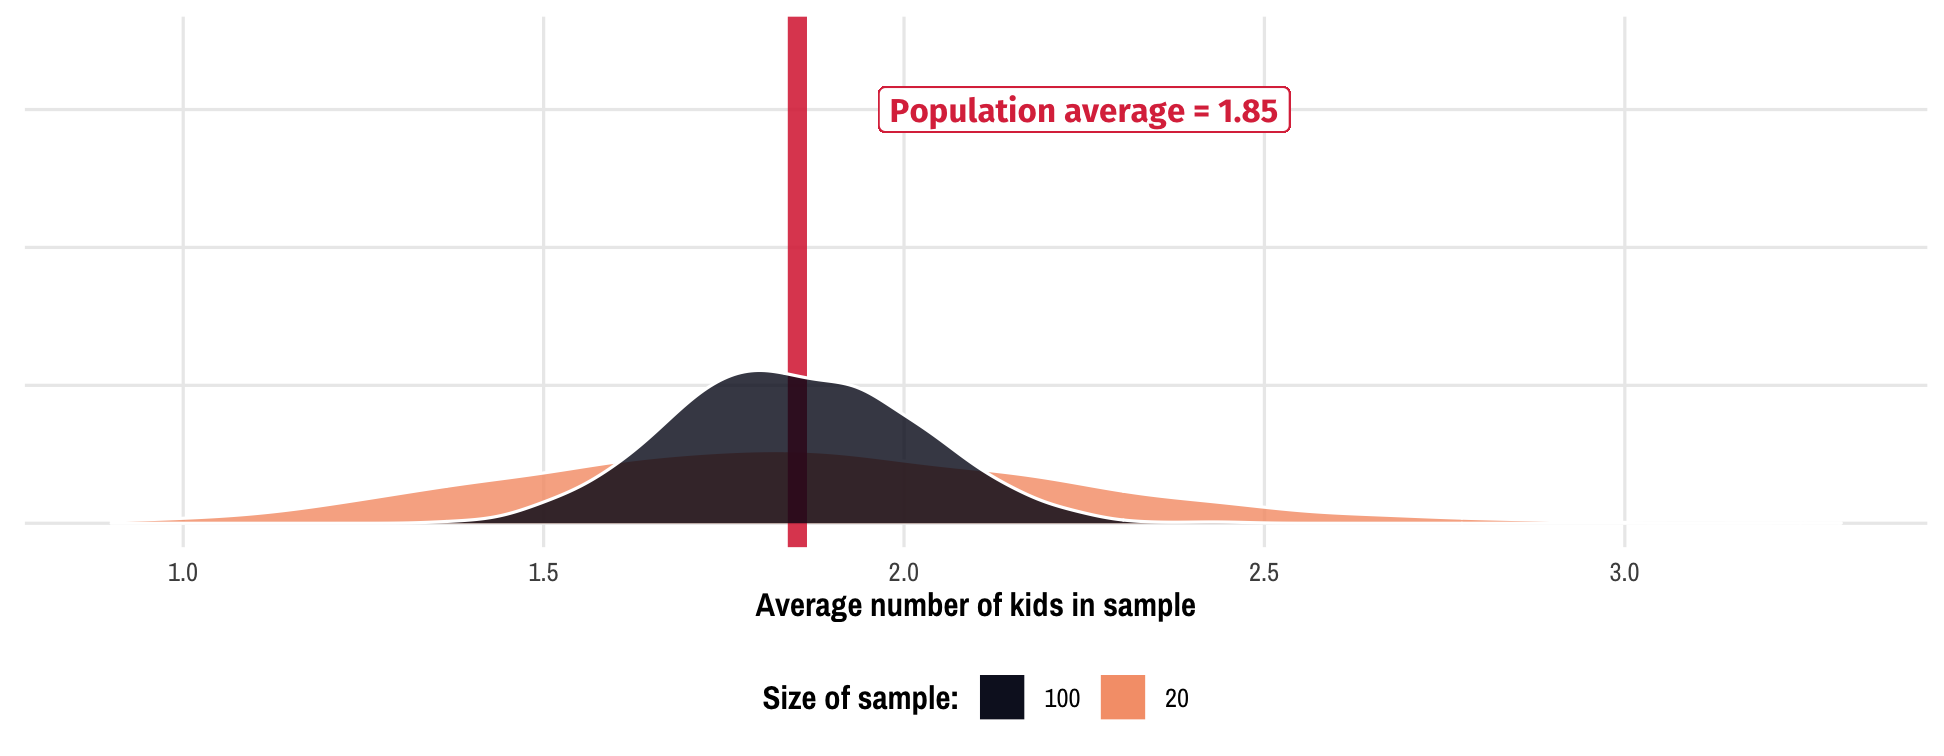 Population average = 1.85
1.0 1.5 2.0 2.5 3.0
Average number of kids in sample
Size of sample: 100 20